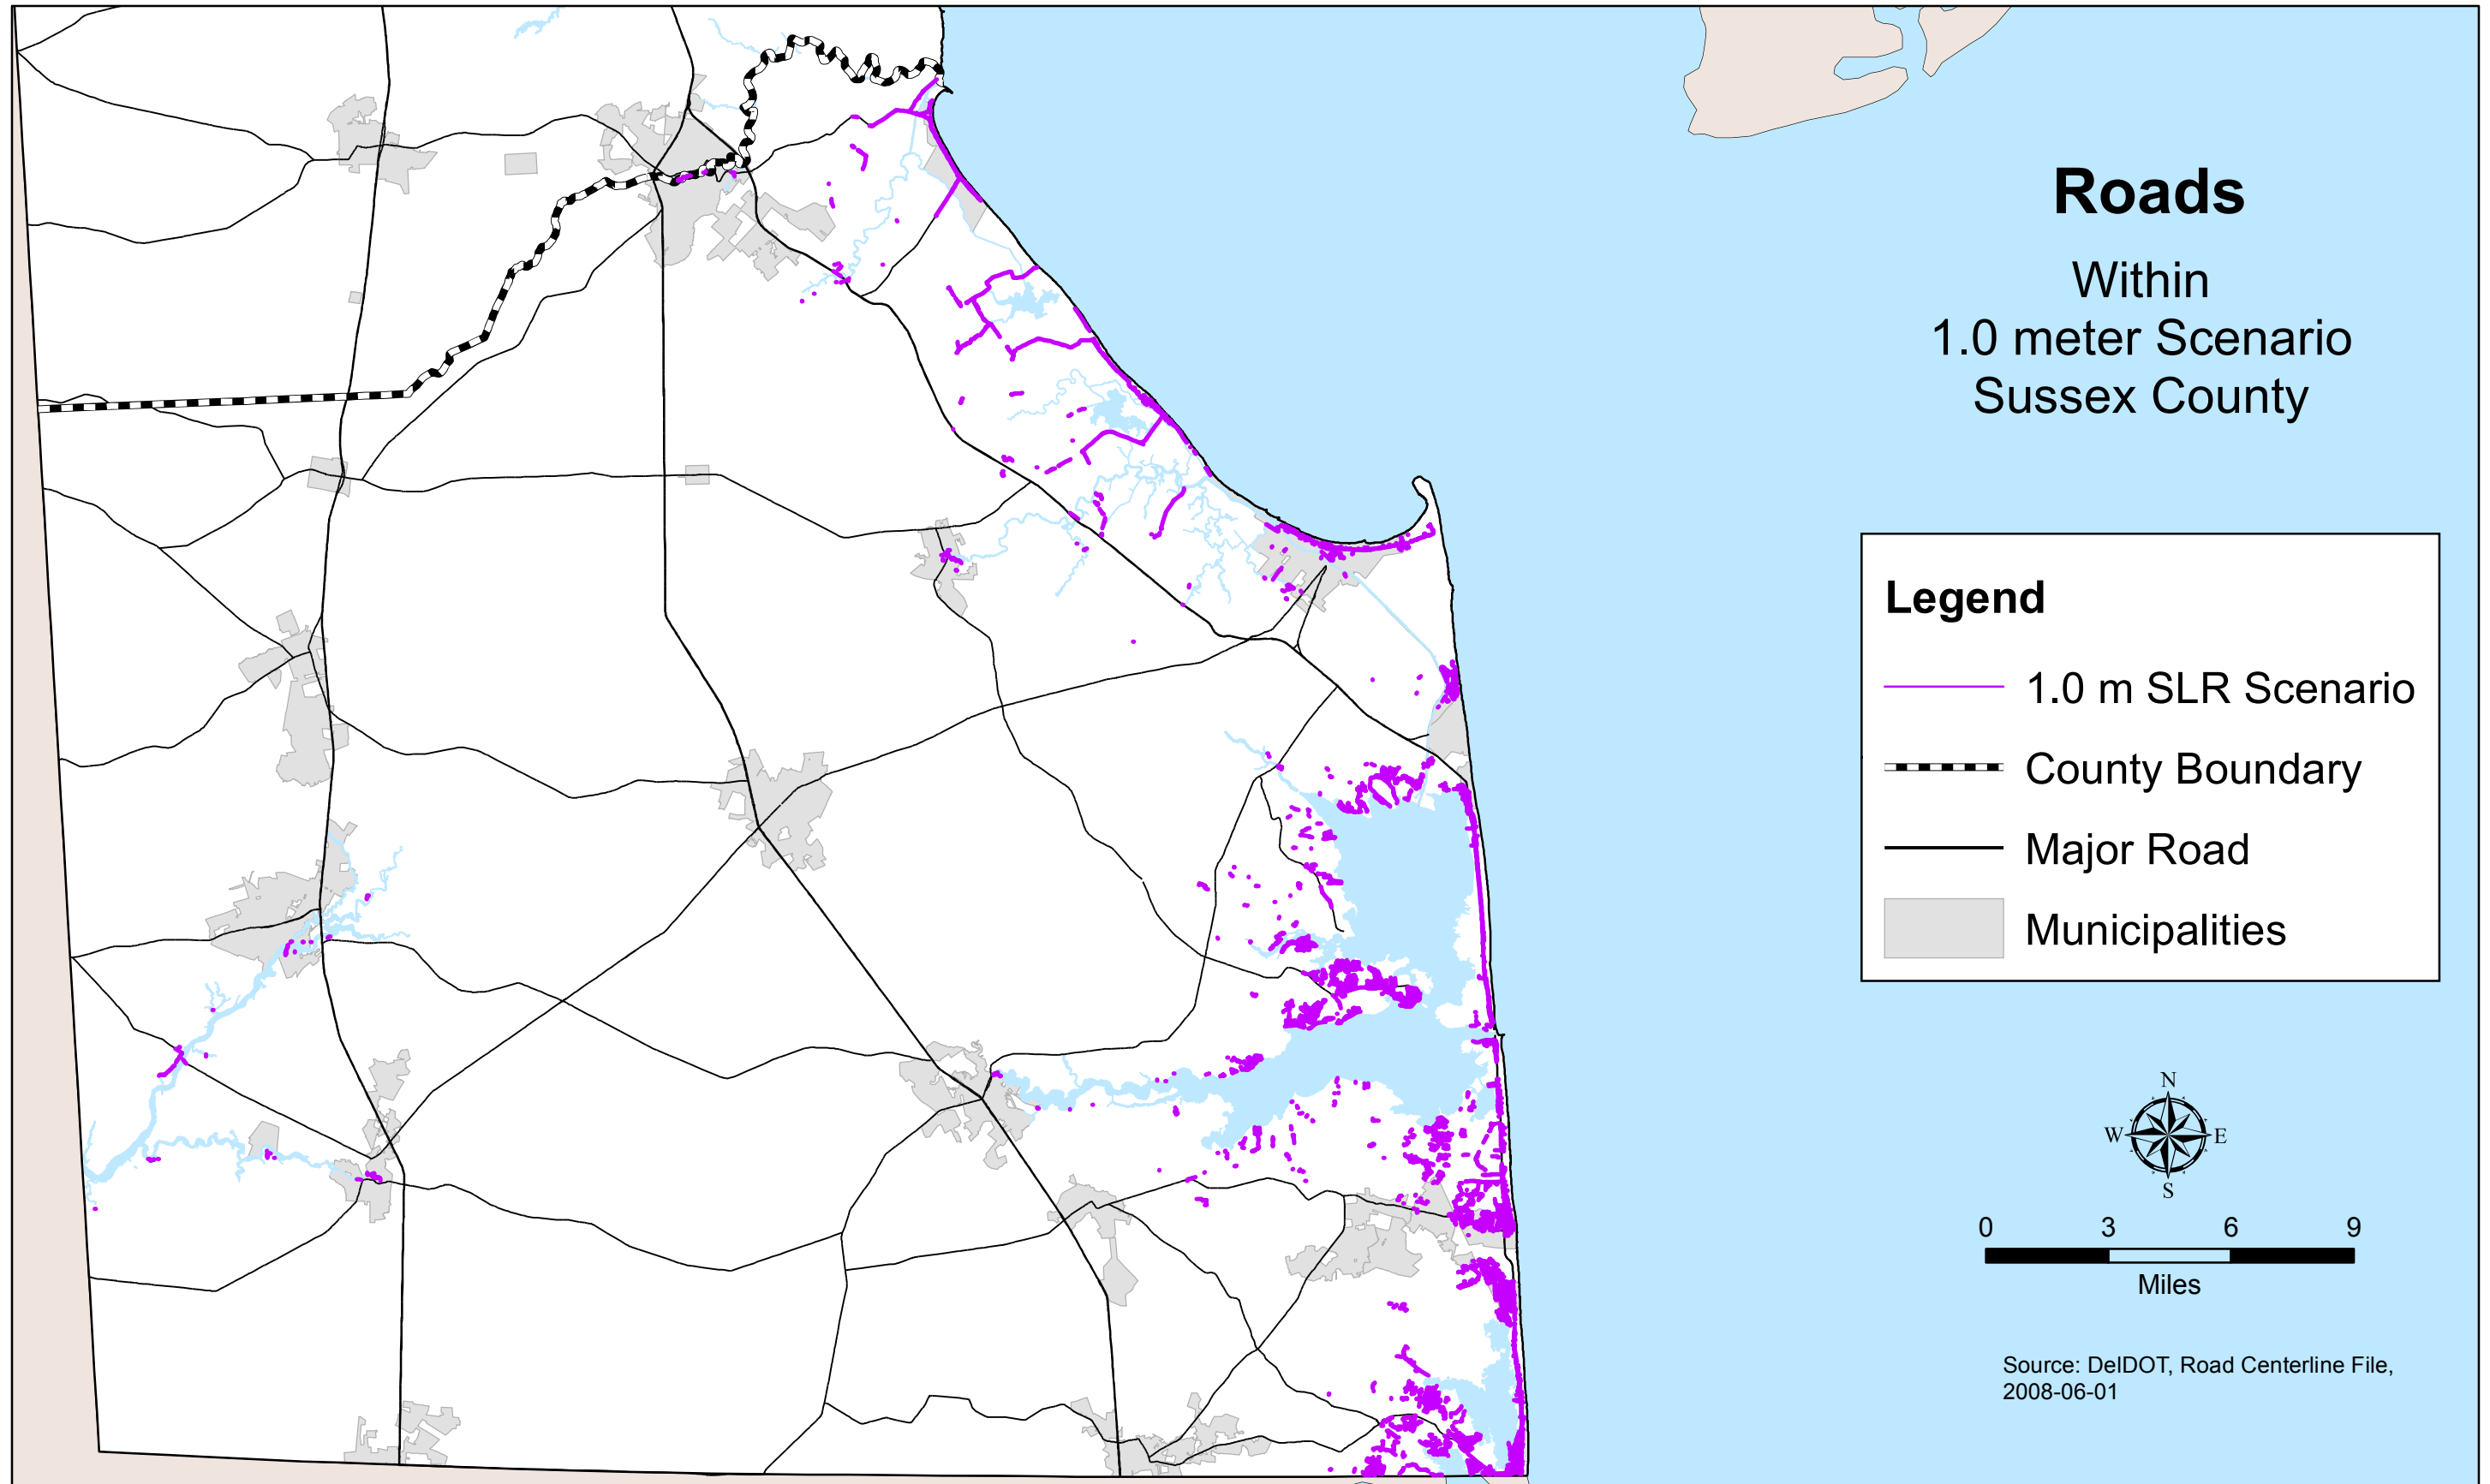 Roads
Within
1.0 meter Scenario
Sussex County
Legend
1.0 m SLR Scenario
County Boundary
Major Road
Municipalities
N
W E
S
0 3 6 9
Miles
Source: DelDOT, Road Centerline File,
2008-06-01